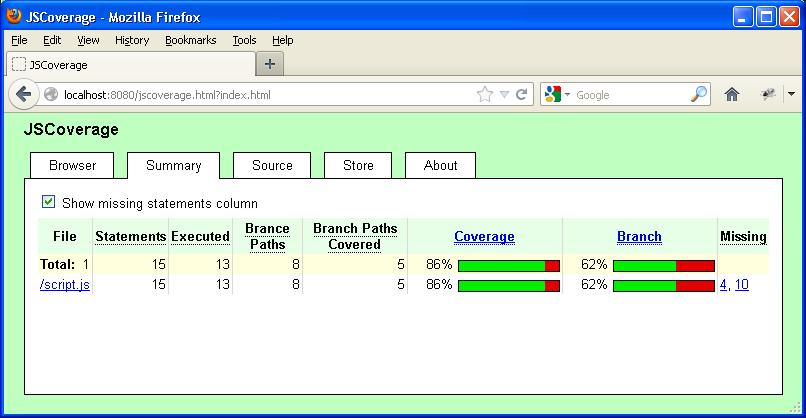 JSCoverage - Mozilla Firefox
File Edit View History Bookmarks Tools Help
JSCoverage
localhost:8080/jscoverage.html?index.html
Google
JSCoverage
Browser Summary Source Store About
Show missing statements column
File Statements Executed Brance Paths Branch Paths Covered Coverage Branch Missing
Total: 1 15 13 8 5 86% 62%
/script.js 15 13 8 5 86% 62% 4, 10